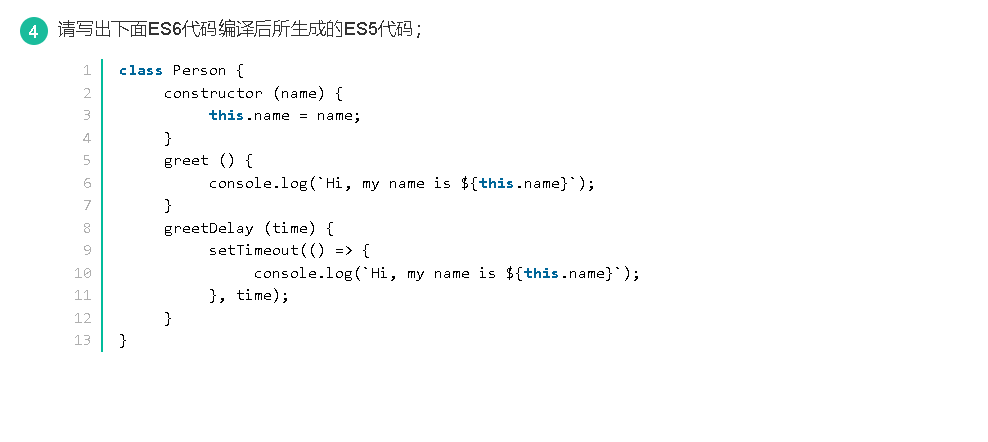 4 请写出下面ES6代码编译后所生成的ES5代码；
1 class Person {
2 constructor (name) {
3 this.name = name;
4 }
5 greet () {
6 console.log(`Hi, my name is ${this.name}`);
7 }
8 greetDelay (time) {
9 setTimeout(() => {
10 console.log(`Hi, my name is ${this.name}`);
11 }, time);
12 }
13 }